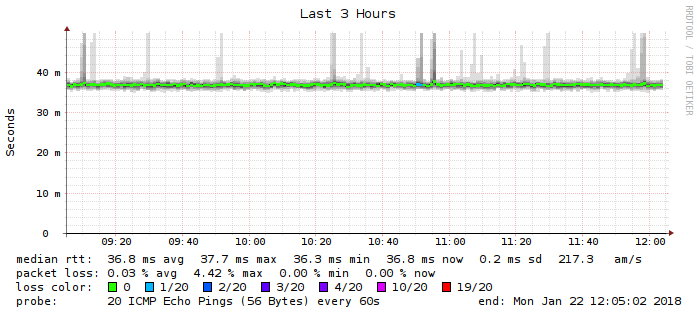 Last 3 Hours
RRDTOOL / TOBI OETIKER
Seconds
40 m
30 m
20 m
10 m
0
09:20 09:40 10:00 10:20 10:40 11:00 11:20 11:40 12:00
median rtt: 36.8 ms avg 37.7 ms max 36.3 ms min 36.8 ms now 0.2 ms sd 217.3 am/s
packet loss: 0.03 % avg 4.42 % max 0.00 % min 0.00 % now
loss color: 0 1/20 2/20 3/20 4/20 10/20 19/20
probe: 20 ICMP Echo Pings (56 Bytes) every 60s end: Mon Jan 22 12:05:02 2018